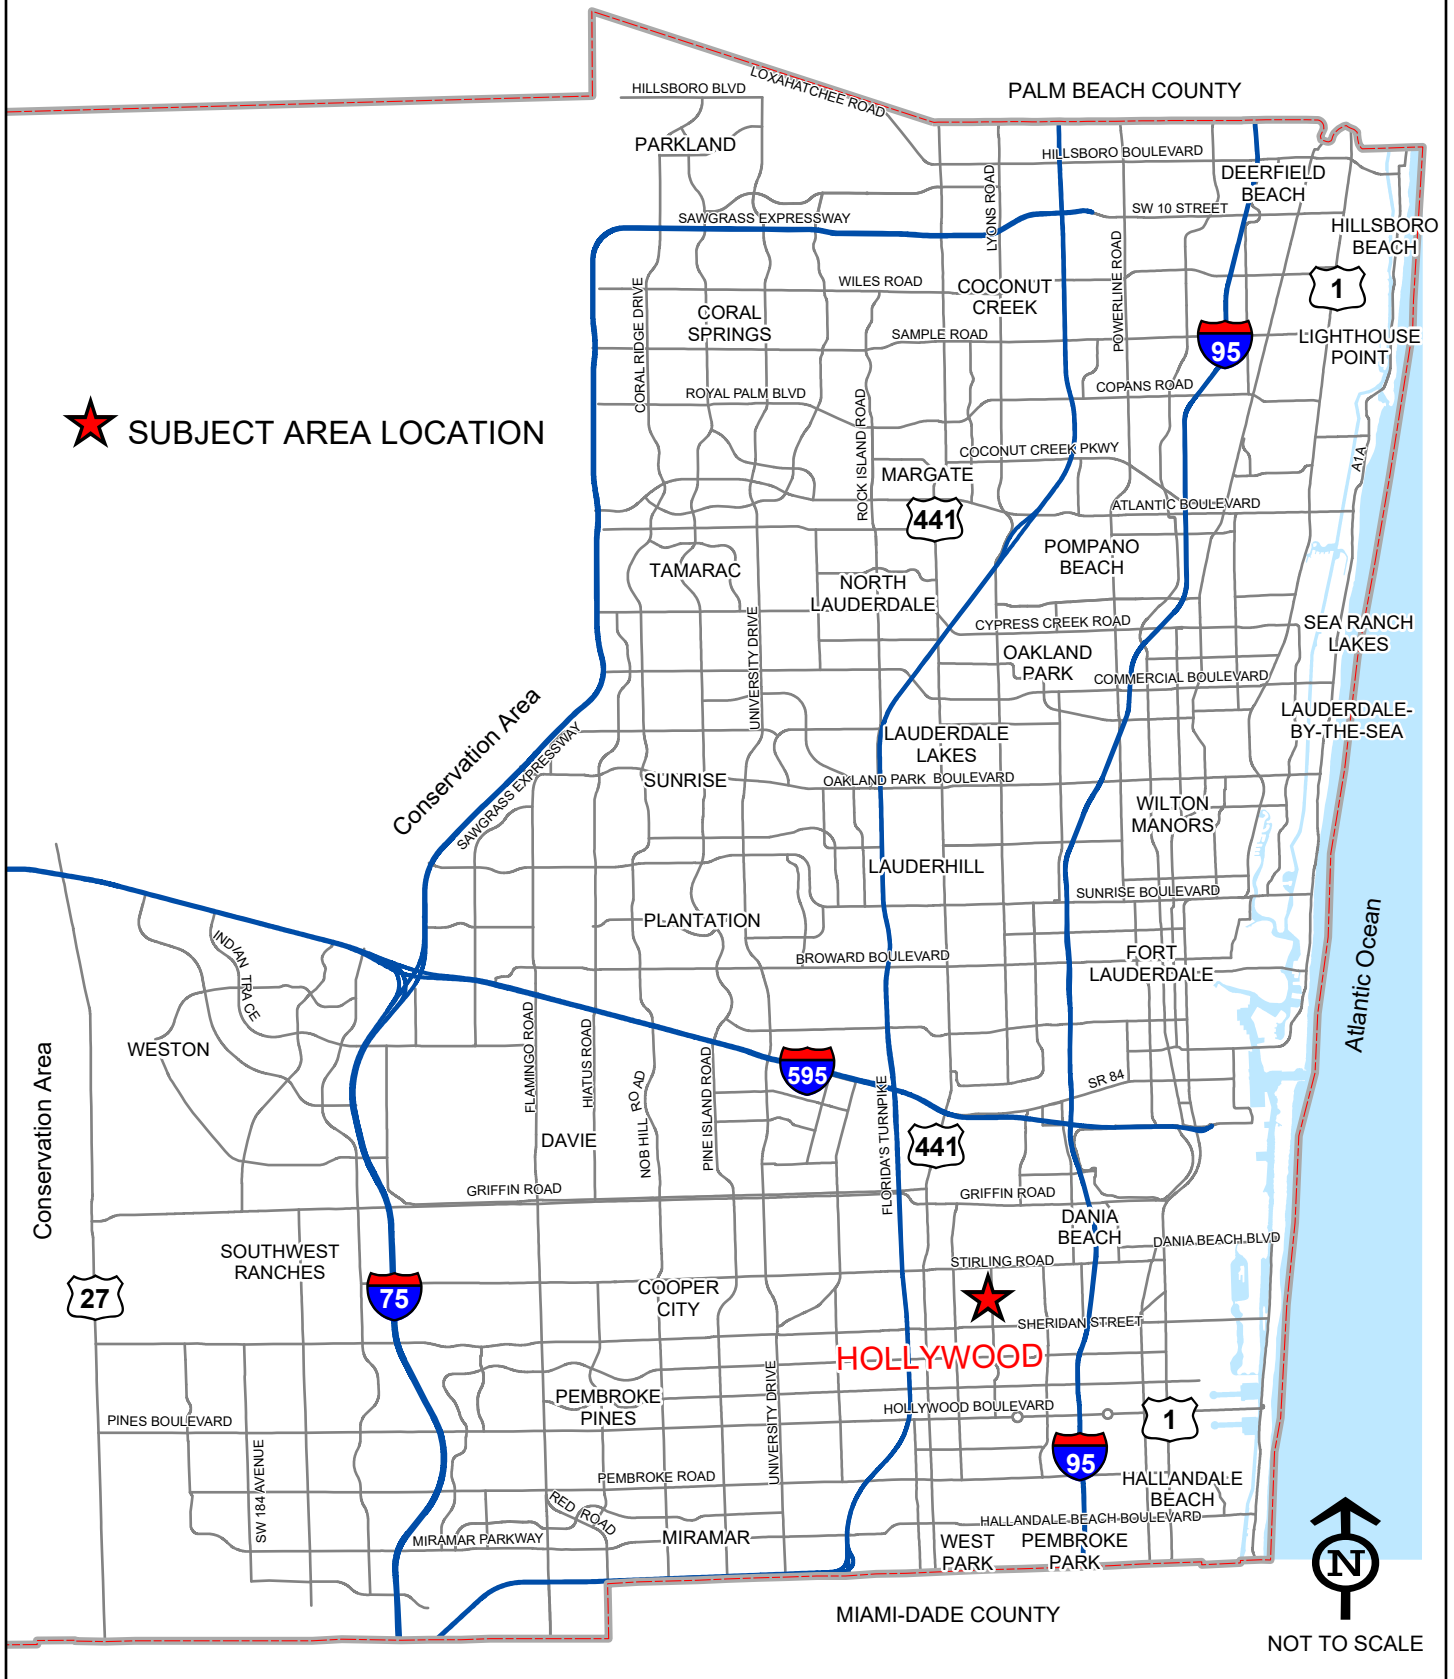 LOXAHATCHEE ROAD
HILLSBORO BLVD
PALM BEACH COUNTY
PARKLAND
HILLSBORO BOULEVARD
DEERFIELD
BEACH
LYONS ROAD
SW 10 STREET
SAWGRASS EXPRESSWAY
HILLSBORO
BEACH
POWERLINE ROAD
WILES ROAD
COCONUT
CREEK
1
CORAL RIDGE DRIVE
CORAL
SPRINGS
SAMPLE ROAD
95
LIGHTHOUSE
POINT
ROYAL PALM BLVD
COPANS ROAD
ROCK ISLAND ROAD
SUBJECT AREA LOCATION
COCONUT CREEK PKWY
A1A
MARGATE
441
ATLANTIC BOULEVARD
POMPANO
BEACH
TAMARAC
NORTH
LAUDERDALE
CYPRESS CREEK ROAD
SEA RANCH
LAKES
UNIVERSITY DRIVE
OAKLAND
PARK
COMMERCIAL BOULEVARD
Conservation Area
SAWGRASS EXPRESSWAY
LAUDERDALE-
BY-THE-SEA
LAUDERDALE
LAKES
SUNRISE
OAKLAND PARK BOULEVARD
WILTON
MANORS
LAUDERHILL
SUNRISE BOULEVARD
PLANTATION
BROWARD BOULEVARD
FORT
LAUDERDALE
Atlantic Ocean
INDIAN TRACE
WESTON
FLAMINGO ROAD
HIATUS ROAD
NOB HILL ROAD
PINE ISLAND ROAD
595
FLORIDA'S TURNPIKE
SR 84
Conservation Area
DAVIE
441
GRIFFIN ROAD
GRIFFIN ROAD
DANIA
BEACH
DANIA BEACH BLVD
SOUTHWEST
RANCHES
STIRLING ROAD
27
75
COOPER
CITY
SHERIDAN STREET
HOLLYWOOD
UNIVERSITY DRIVE
PEMBROKE
PINES
HOLLYWOOD BOULEVARD
1
PINES BOULEVARD
SW 184 AVENUE
95
PEMBROKE ROAD
HALLANDALE
BEACH
RED ROAD
HALLANDALE BEACH BOULEVARD
MIRAMAR PARKWAY
MIRAMAR
WEST
PARK
PEMBROKE
PARK
N
MIAMI-DADE COUNTY
NOT TO SCALE